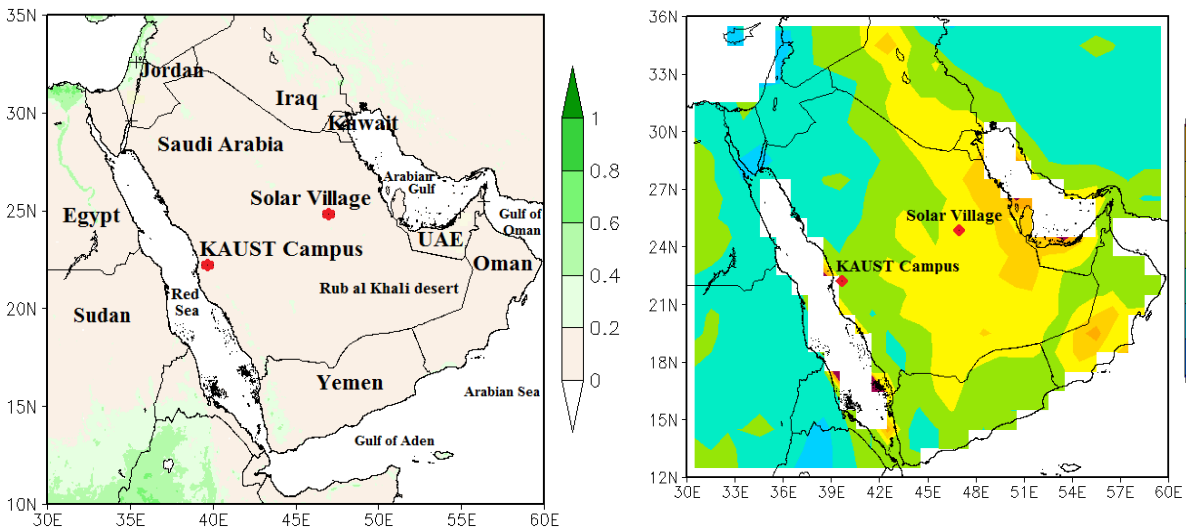 35N
30N
25N
20N
15N
10N
30E
35E
40E
45E
50E
55E
60E
Jordan
Iraq
Kuwait
Saudi Arabia
Arabian
Gulf
Solar Village
Egypt
Gulf of
Oman
UAE
KAUST Campus
Oman
Rub al Khali desert
Red
Sea
Sudan
Yemen
Arabian Sea
Gulf of Aden
1
0.8
0.6
0.4
0.2
0
36N
33N
30N
27N
24N
21N
18N
15N
12N
30E
33E
36E
39E
42E
45E
48E
51E
54E
57E
60E
Solar Village
KAUST Campus